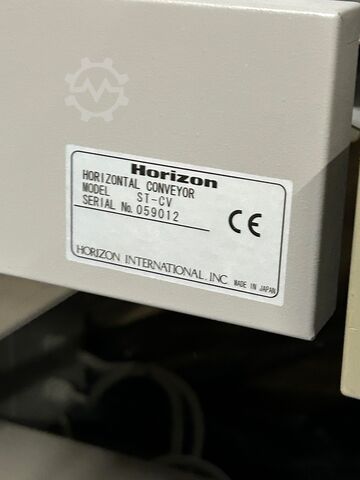 Horizon
HORIZONTAL CONVEYOR
MODEL ST-CV
SERIAL No. 059012
CE
HORIZON INTERNATIONAL. INC. MADE IN JAPAN